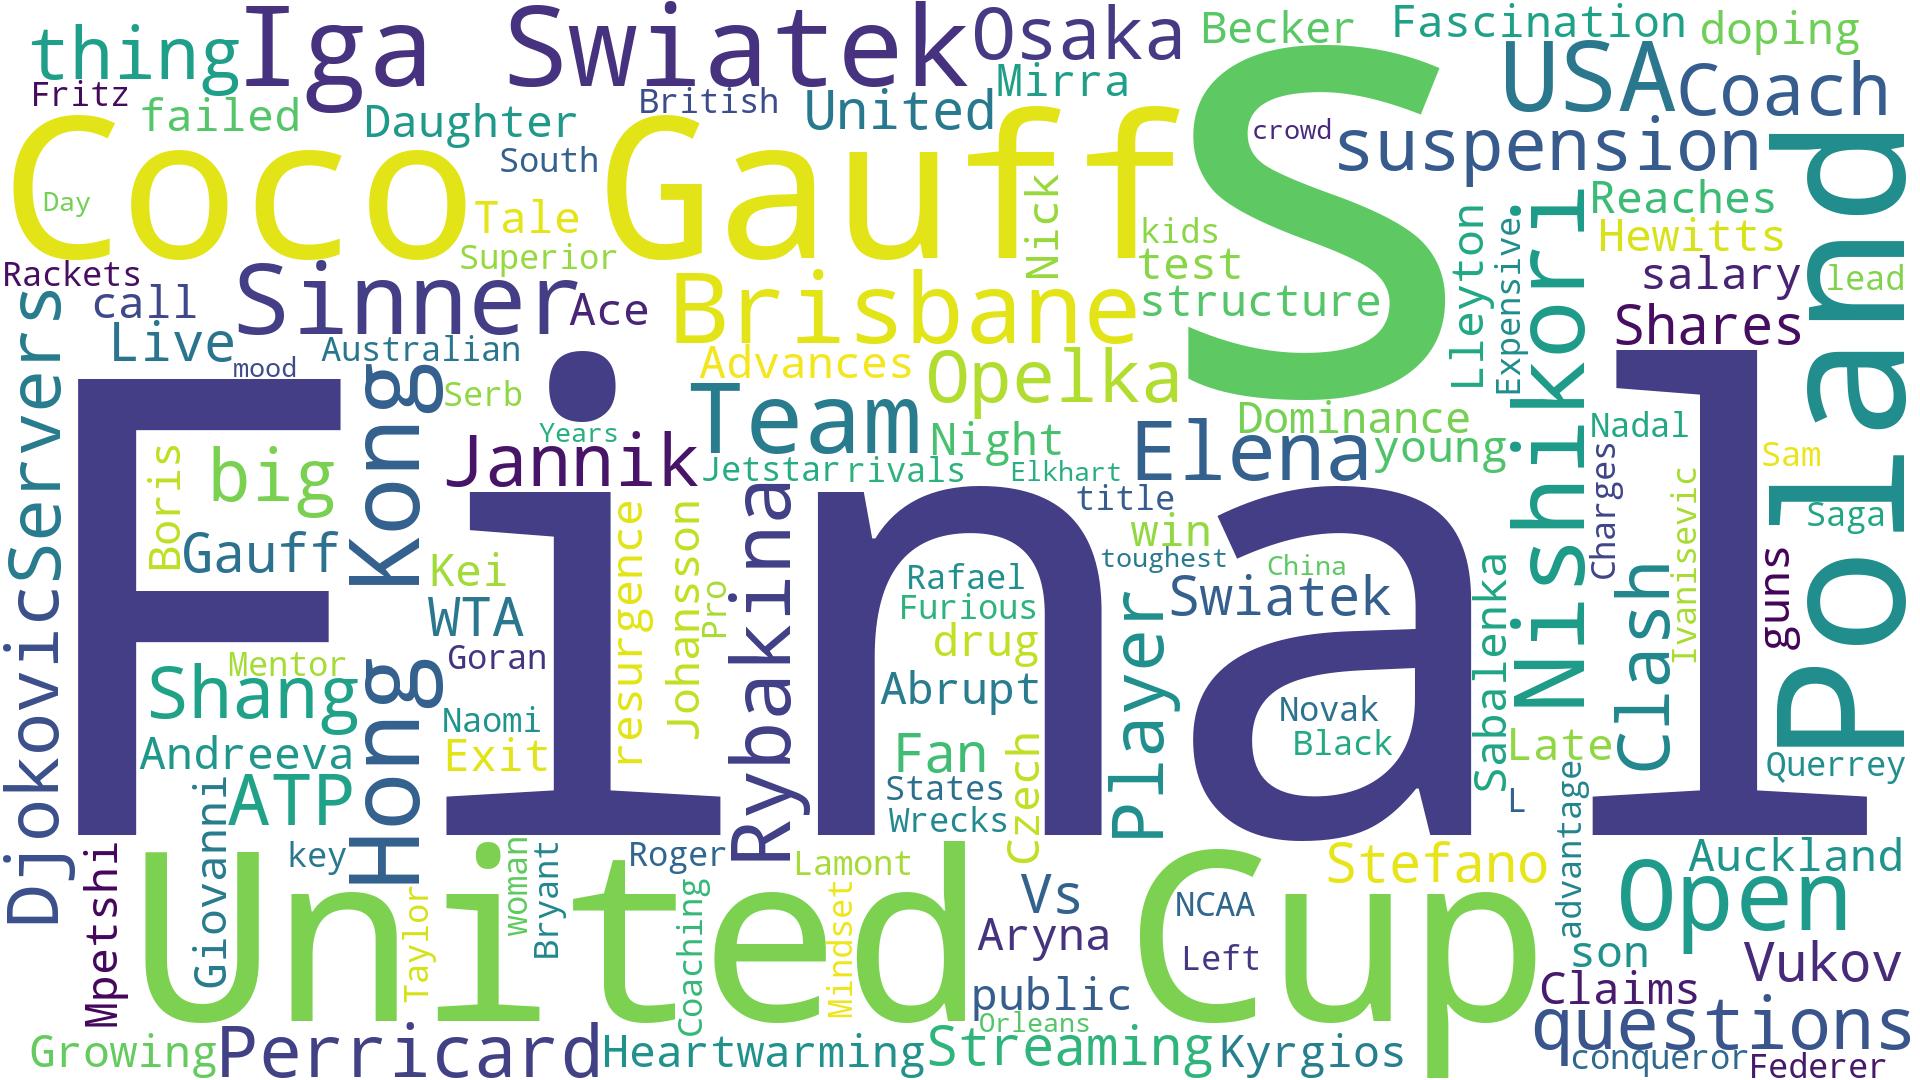 thing
Iga Swiatek
Osaka
Becker
Fascination
doping
Fritz
failed
Daughter
British
United
Mirra
USA
Coach
crowd
suspension
Coco Gauff
S
South
Day
Tale
Superior
Nick
kids
test
structure
Lleyton
Expensive
Nishikori
Reaches
Hewitts
salary
lead
Shares
Poland
Rackets
call
Live
mood
Sinner
Ace
Australian
Serb
Brisbane
Advances
Opelka
Team
Night
Jetstar
rivals
Elkhart
Elena
Dominance
young
Nadal
Sam
Saga
Charges
Ivanisevic
guns
Clash
Querrey
Servers
Djokovic
Final
Boris
big
Gauff
Hong Kong
Jannik
Years
Kei
WTA
Goran
Naomi
Exit
resurgence
Johansson
Pro
Rybakina
title
win
toughest
China
Swiatek
Rafael
Furious
drug
Abrupt
Fan
States
Wrecks
Czech
Player
Novak
Black
Sabalenka
Late
L
advantage
Mentor
Shang
Andreeva
ATP
Giovanni
Mpetshi
key
United Cup
Taylor
woman
Bryant
Roger
Coaching
Lamont
Mindset
Vs
Aryna
public
Orleans
NCAA
Left
Stefano
Open
Auckland
son
Vukov
Claims
questions
conqueror
Federer
Growing
Perricard
Heartwarming
Streaming
Kyrgios